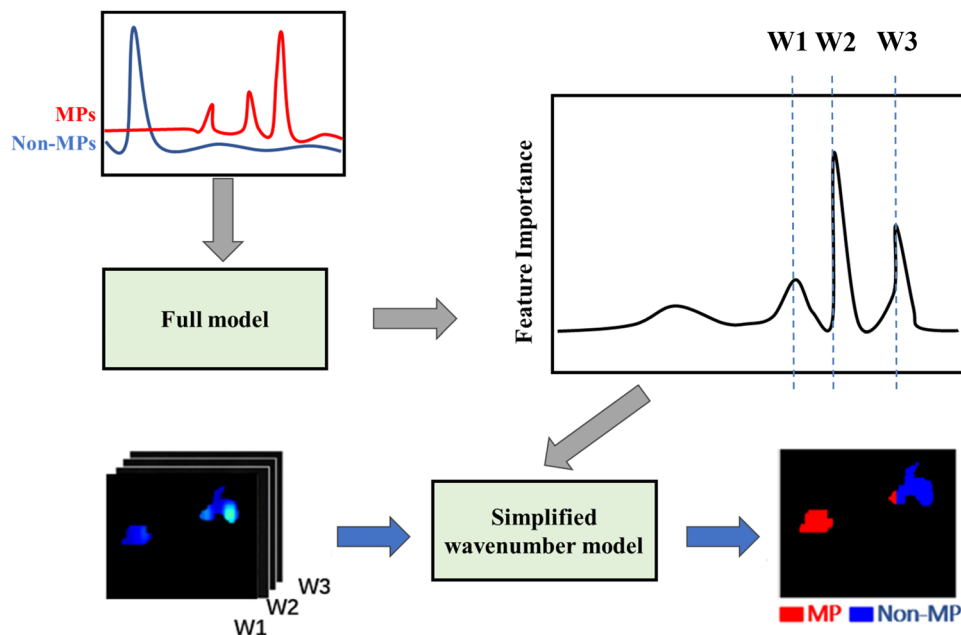 W1 W2 W3
MPs
Non-MPs
Feature Importance
Full model
Simplified
wavenumber model
W3
W2
W1
MP Non-MP